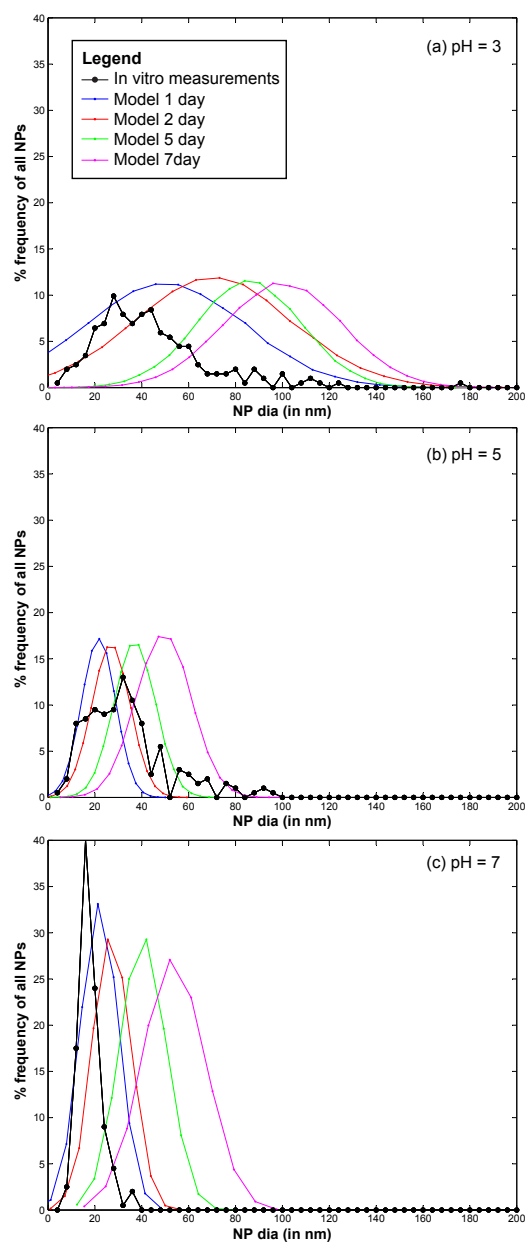 (a) pH = 3
Legend
In vitro measurements
Model 1 day
Model 2 day
Model 5 day
Model 7day
% frequency of all NPs
40
35
30
25
20
15
10
5
0
0 20 40 60 80 100 120 140 160 180 200
NP dia (in nm)
(b) pH = 5
% frequency of all NPs
40
35
30
25
20
15
10
5
0
0 20 40 60 80 100 120 140 160 180 200
NP dia (in nm)
(c) pH = 7
% frequency of all NPs
40
35
30
25
20
15
10
5
0
0 20 40 60 80 100 120 140 160 180 200
NP dia (in nm)